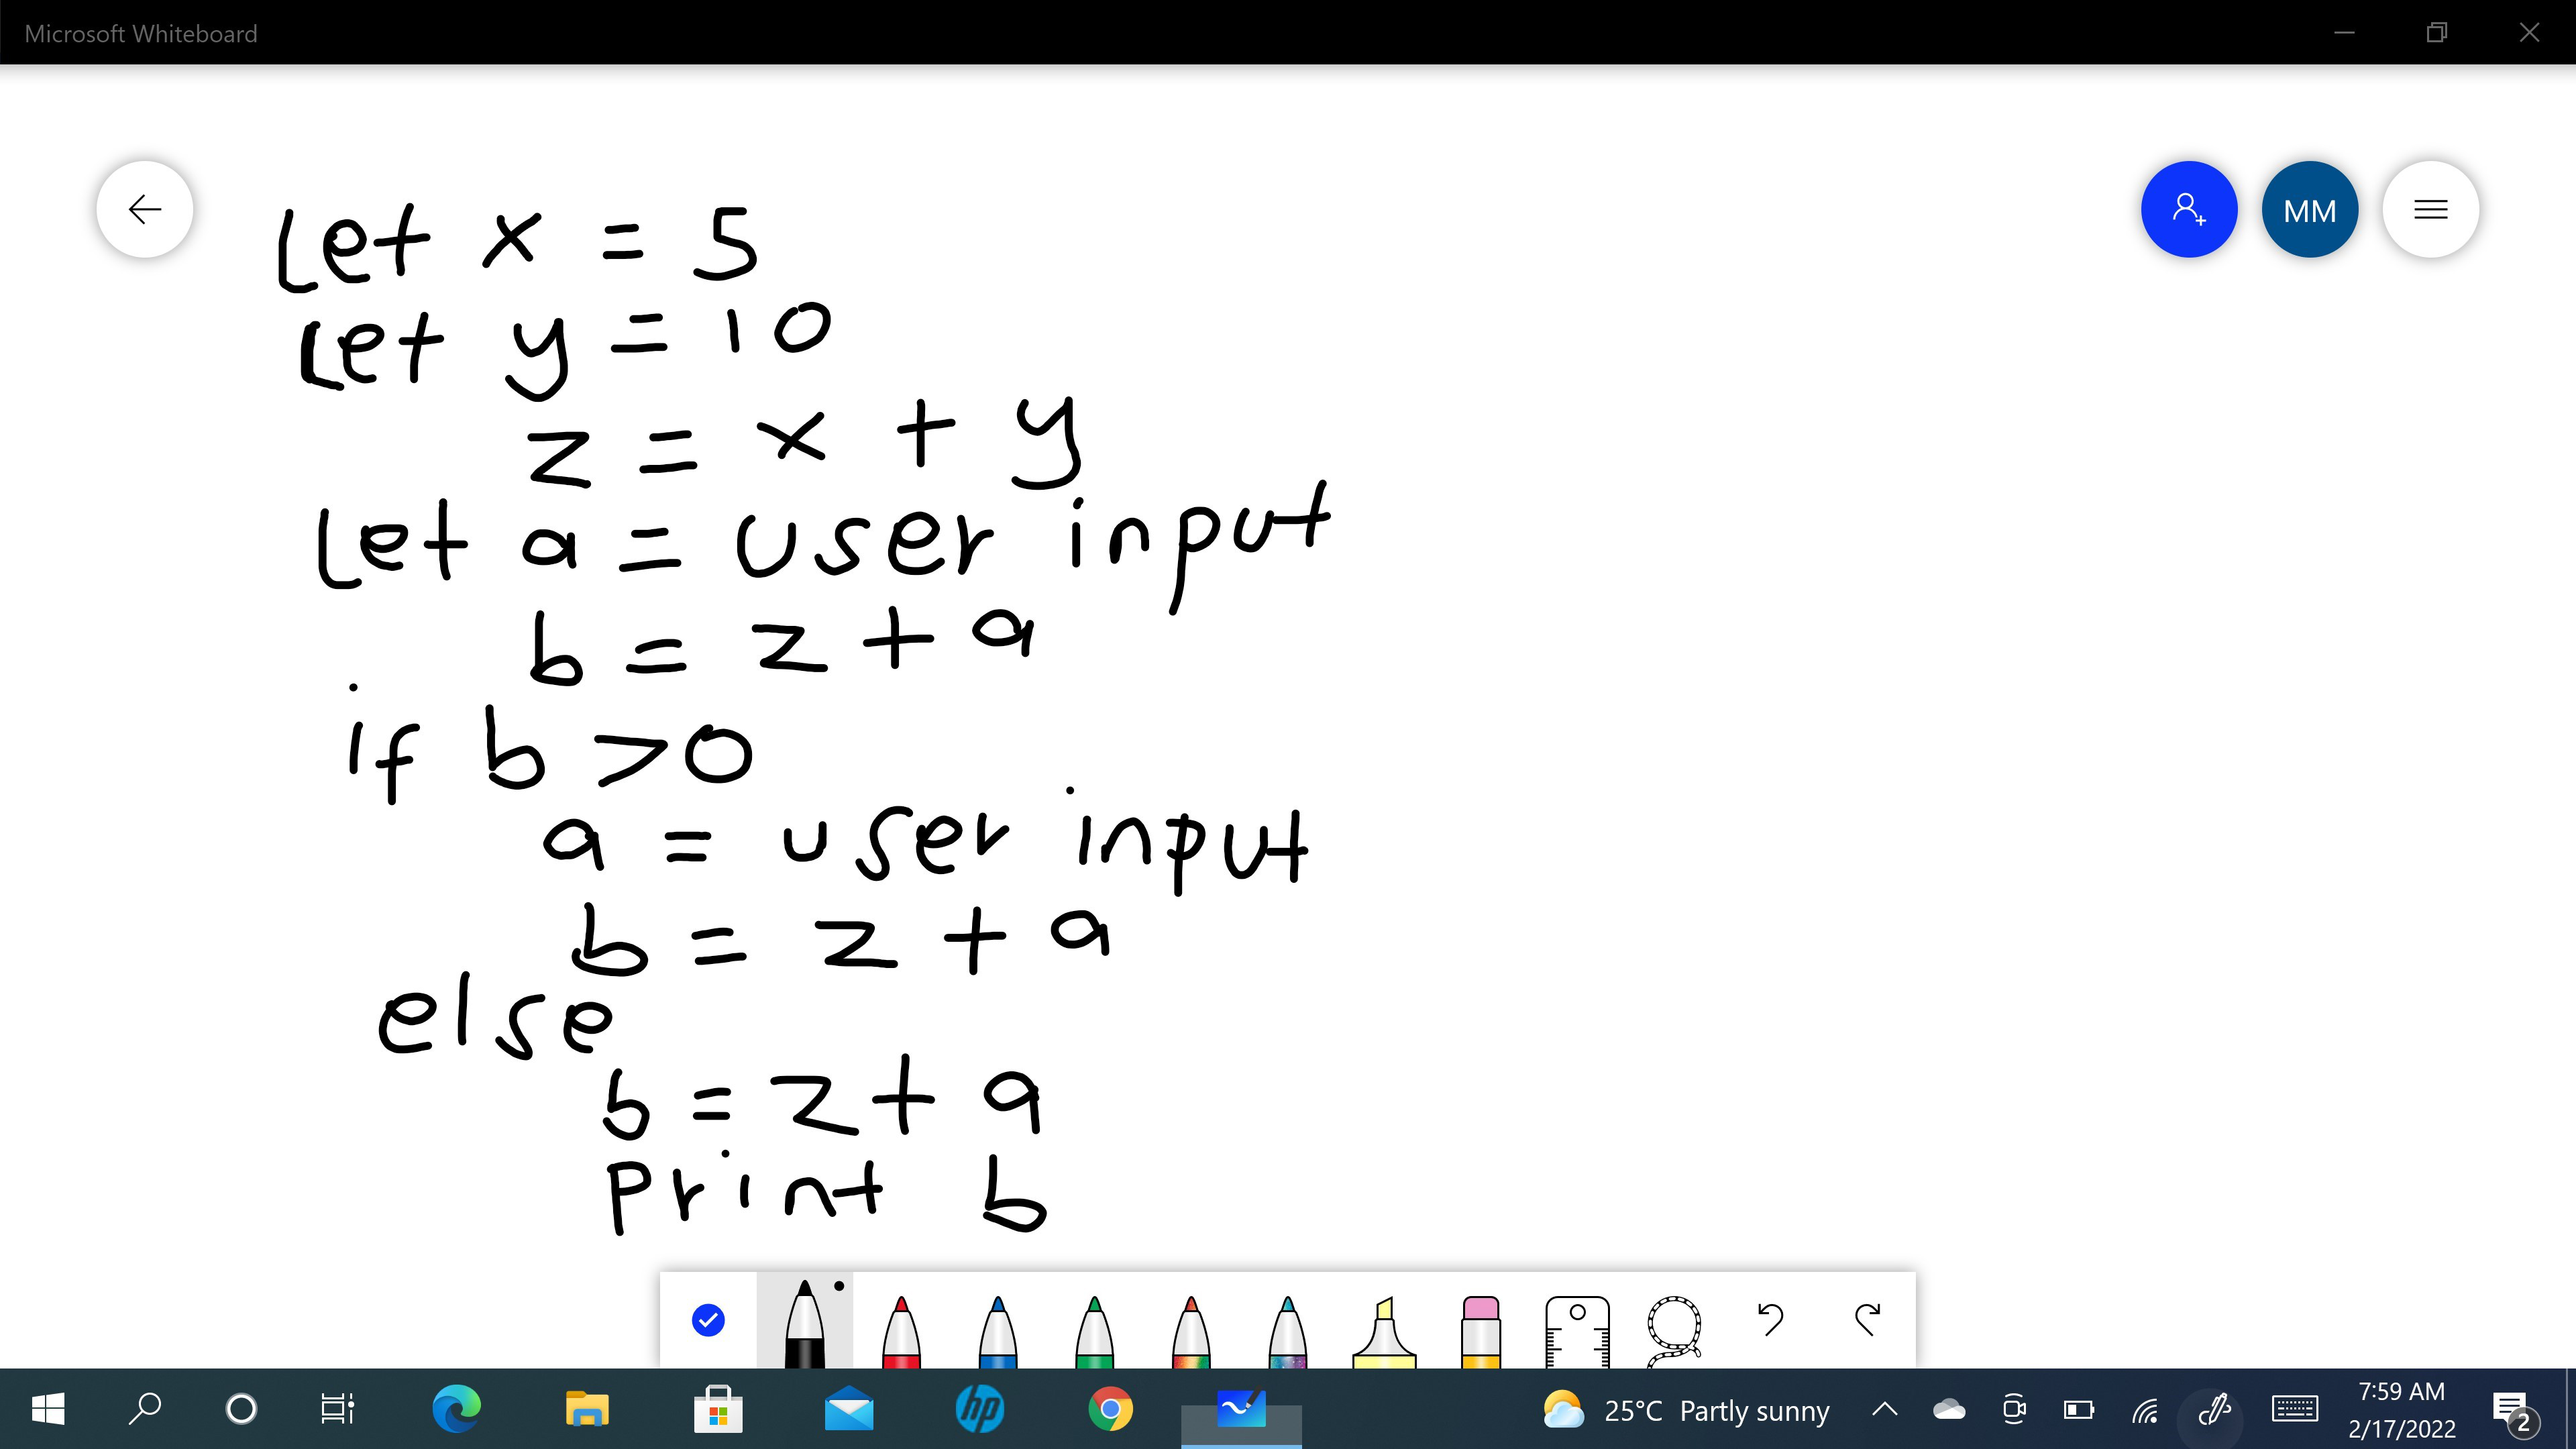 Microsoft Whiteboard
MM
Let x = 5
Let y = 10
z = x + y
Let a = user input
b = z + a
if b > 0
a = user input
b = z + a
else
b = z + a
print b
hp
25°C Partly sunny
7:59 AM
2/17/2022
2